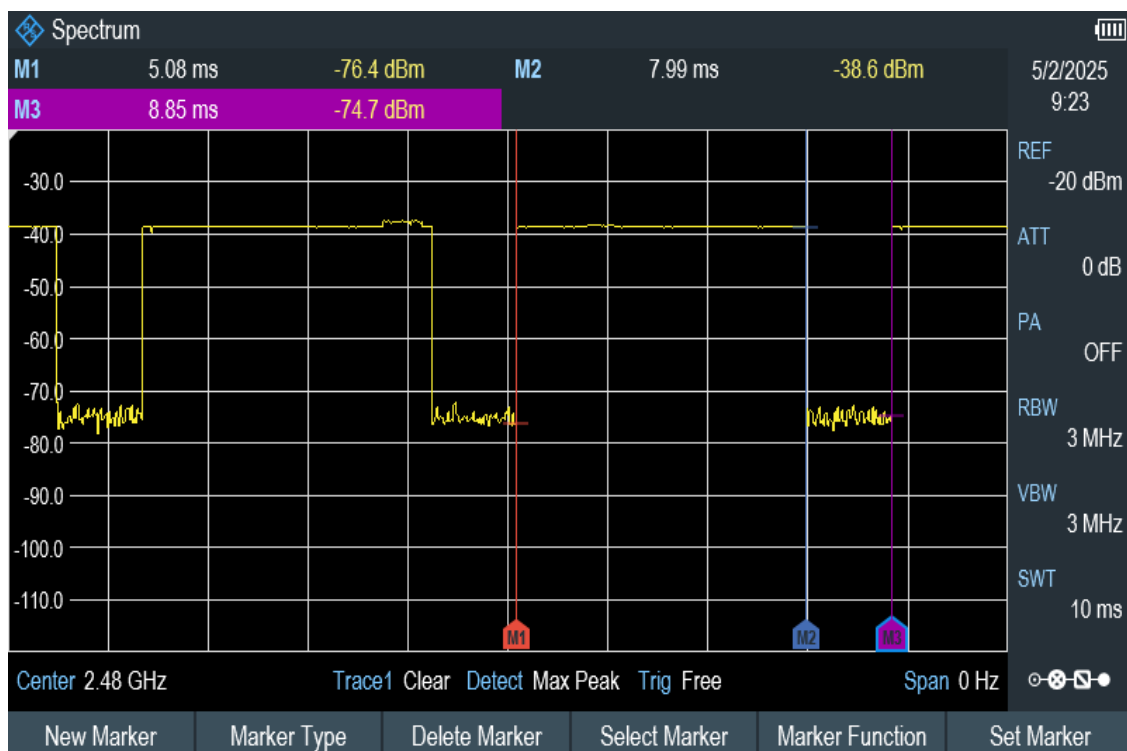 Spectrum
M1 5.08 ms -76.4 dBm M2 7.99 ms -38.6 dBm
M3 8.85 ms -74.7 dBm
5/2/2025
9:23
-30.0
-40.0
-50.0
-60.0
-70.0
-80.0
-90.0
-100.0
-110.0
M1 M2 M3
REF
-20 dBm
ATT
0 dB
PA
OFF
RBW
3 MHz
VBW
3 MHz
SWT
10 ms
Center 2.48 GHz Trace1 Clear Detect Max Peak Trig Free Span 0 Hz
New Marker Marker Type Delete Marker Select Marker Marker Function Set Marker